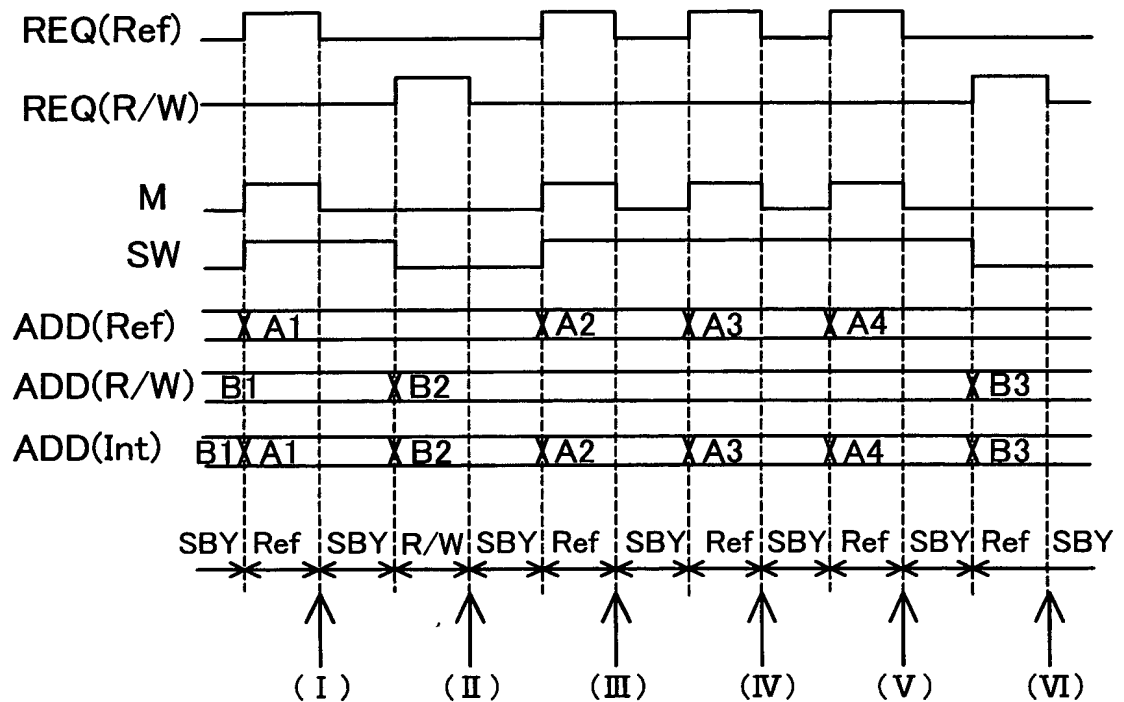 REQ(Ref)
REQ(R/W)
M
SW
ADD(Ref) A1 A2 A3 A4
ADD(R/W) B1 B2 B3
ADD(Int) B1 A1 B2 A2 A3 A4 B3
SBY Ref SBY R/W SBY Ref SBY Ref SBY Ref SBY Ref SBY
(I) (II) (III) (IV) (V) (VI)